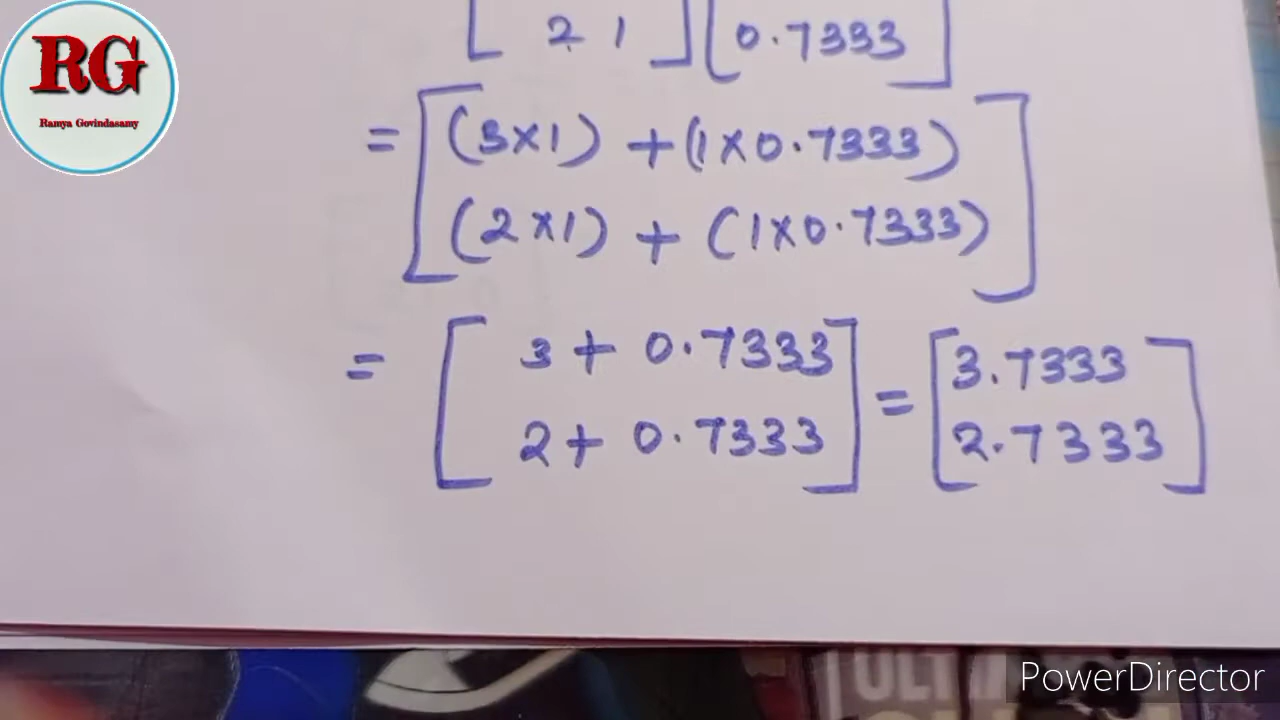 RG
Ramya Govindasamy
[ 2 1 ] [ 0.7333 ]
= [ (3×1) + (1×0.7333)
(2×1) + (1×0.7333) ]
= [ 3 + 0.7333
2 + 0.7333 ] = [ 3.7333
2.7333 ]
PowerDirector